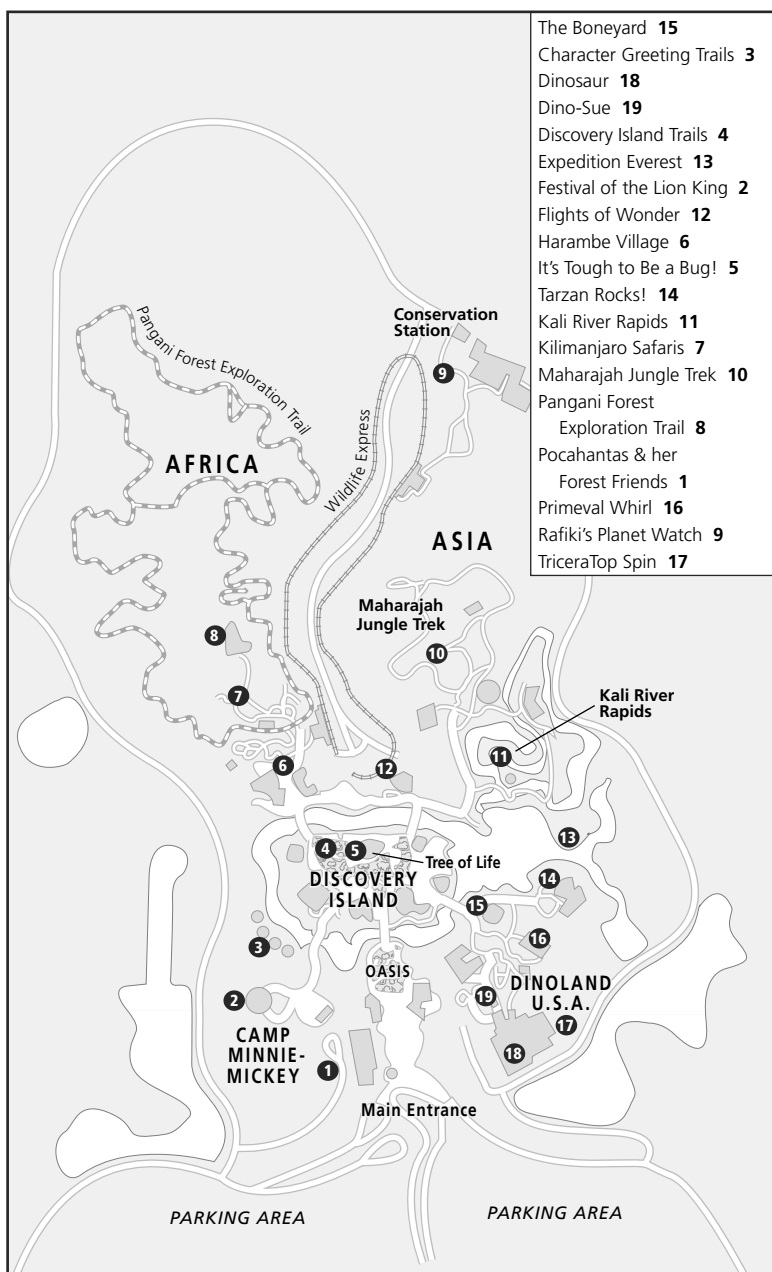 The Boneyard 15
Character Greeting Trails 3
Dinosaur 18
Dino-Sue 19
Discovery Island Trails 4
Expedition Everest 13
Festival of the Lion King 2
Flights of Wonder 12
Harambe Village 6
It's Tough to Be a Bug! 5
Tarzan Rocks! 14
Kali River Rapids 11
Kilimanjaro Safaris 7
Maharajah Jungle Trek 10
Pangani Forest
Exploration Trail 8
Pocahantas & her
Forest Friends 1
Primeval Whirl 16
Rafiki's Planet Watch 9
TriceraTop Spin 17
Pangani Forest Exploration Trail
Conservation
Station
9
Wildlife Express
AFRICA
ASIA
Maharajah
Jungle Trek
8
10
7
Kali River
Rapids
11
6
12
13
4
5
Tree of Life
DISCOVERY
ISLAND
14
15
16
3
OASIS
DINOLAND
U.S.A.
19
2
17
CAMP
MINNIE-
MICKEY
18
1
Main Entrance
PARKING AREA
PARKING AREA